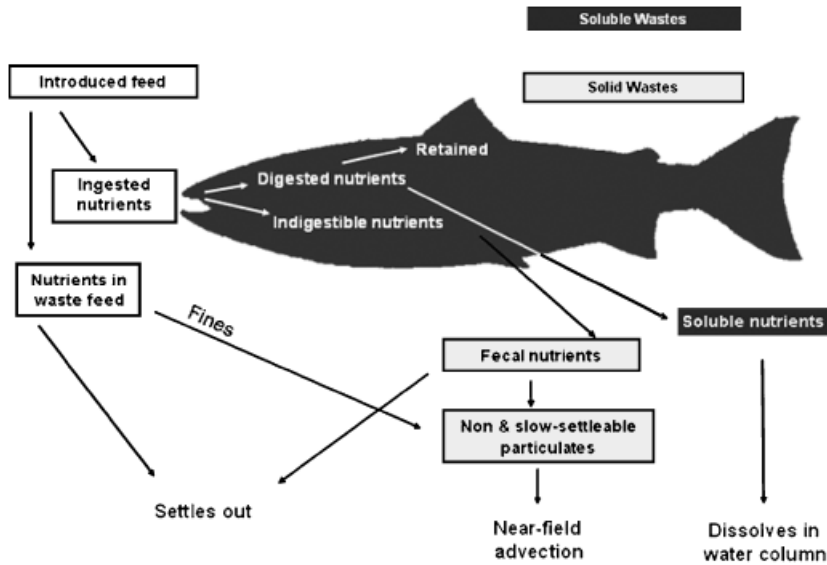 Soluble Wastes
Introduced feed
Solid Wastes
Retained
Digested nutrients
Ingested
nutrients
Indigestible nutrients
Nutrients in
waste feed
Fines
Soluble nutrients
Fecal nutrients
Non & slow-settleable
particulates
Settles out
Near-field
advection
Dissolves in
water column